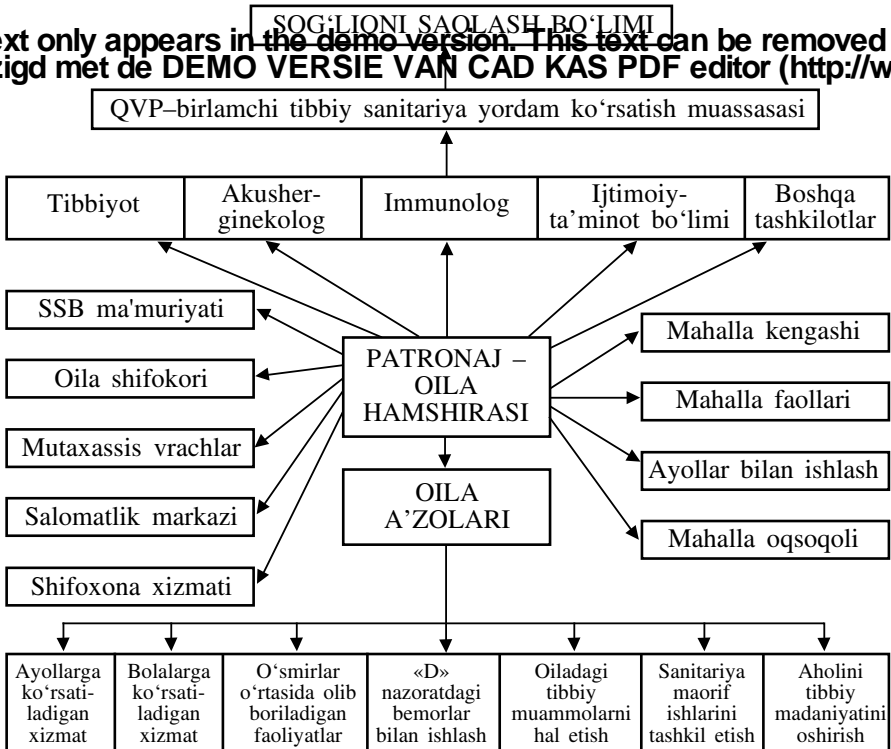 SOG‘LIQNI SAQLASH BO‘LIMI
ext only appears in the demo version. This text can be removed
zigd met de DEMO VERSIE VAN CAD KAS PDF editor (http://w
QVP–birlamchi tibbiy sanitariya yordam ko‘rsatish muassasasi
Tibbiyot
Akusher-
ginekolog
Immunolog
Ijtimoiy-
ta’minot bo‘limi
Boshqa
tashkilotlar
SSB ma'muriyati
Oila shifokori
Mutaxassis vrachlar
Salomatlik markazi
Shifoxona xizmati
PATRONAJ –
OILA
HAMSHIRASI
OILA
A’ZOLARI
Mahalla kengashi
Mahalla faollari
Ayollar bilan ishlash
Mahalla oqsoqoli
Ayollarga
ko‘rsati-
ladigan
xizmat
Bolalarga
ko‘rsati-
ladigan
xizmat
O‘smirlar
o‘rtasida olib
boriladigan
faoliyatlar
«D»
nazoratdagi
bemorlar
bilan ishlash
Oiladagi
tibbiy
muammolarni
hal etish
Sanitariya
maorif
ishlarini
tashkil etish
Aholini
tibbiy
madaniyatini
oshirish